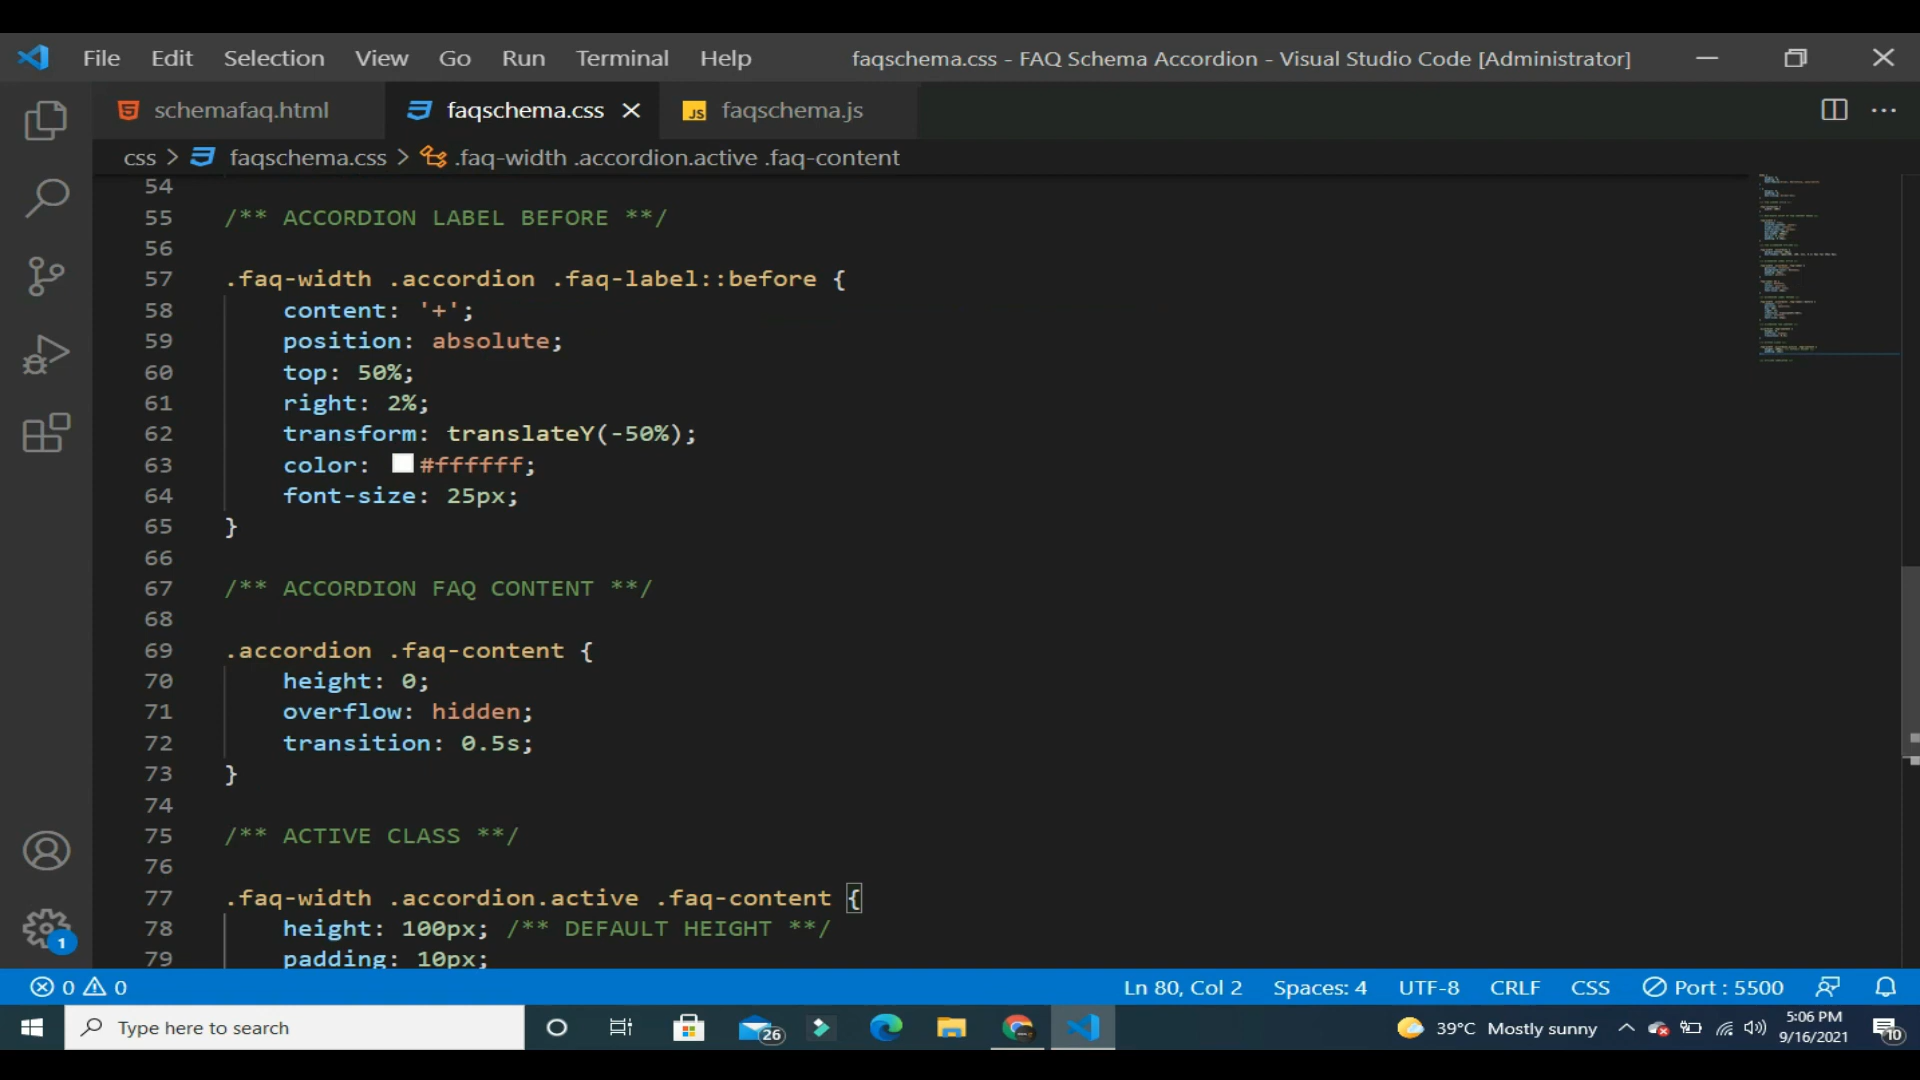 File Edit Selection View Go Run Terminal Help faqschema.css - FAQ Schema Accordion - Visual Studio Code [Administrator]
schemafaq.html faqschema.css JS faqschema.js
css > faqschema.css > .faq-width .accordion.active .faq-content
54
55 /** ACCORDION LABEL BEFORE **/
56
57 .faq-width .accordion .faq-label::before {
58 content: '+';
59 position: absolute;
60 top: 50%;
61 right: 2%;
62 transform: translateY(-50%);
63 color: #ffffff;
64 font-size: 25px;
65 }
66
67 /** ACCORDION FAQ CONTENT **/
68
69 .accordion .faq-content {
70 height: 0;
71 overflow: hidden;
72 transition: 0.5s;
73 }
74
75 /** ACTIVE CLASS **/
76
77 .faq-width .accordion.active .faq-content {
78 height: 100px; /** DEFAULT HEIGHT **/
79 padding: 10px;
1
0 0 Ln 80, Col 2 Spaces: 4 UTF-8 CRLF CSS Port : 5500
Type here to search 26 39°C Mostly sunny 5:06 PM
9/16/2021 10